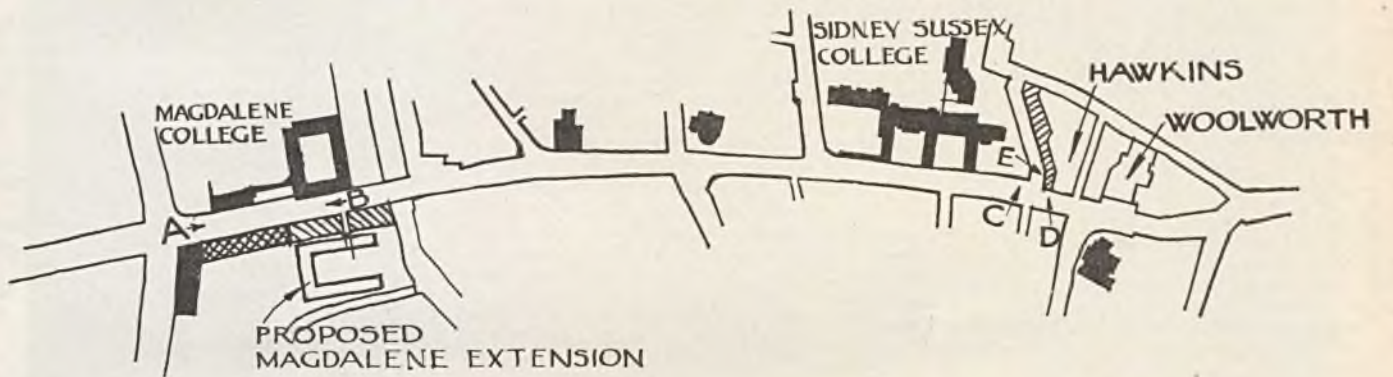 MAGDALENE
COLLEGE
A
B
PROPOSED
MAGDALENE EXTENSION
SIDNEY SUSSEX
COLLEGE
HAWKINS
WOOLWORTH
E
C
D